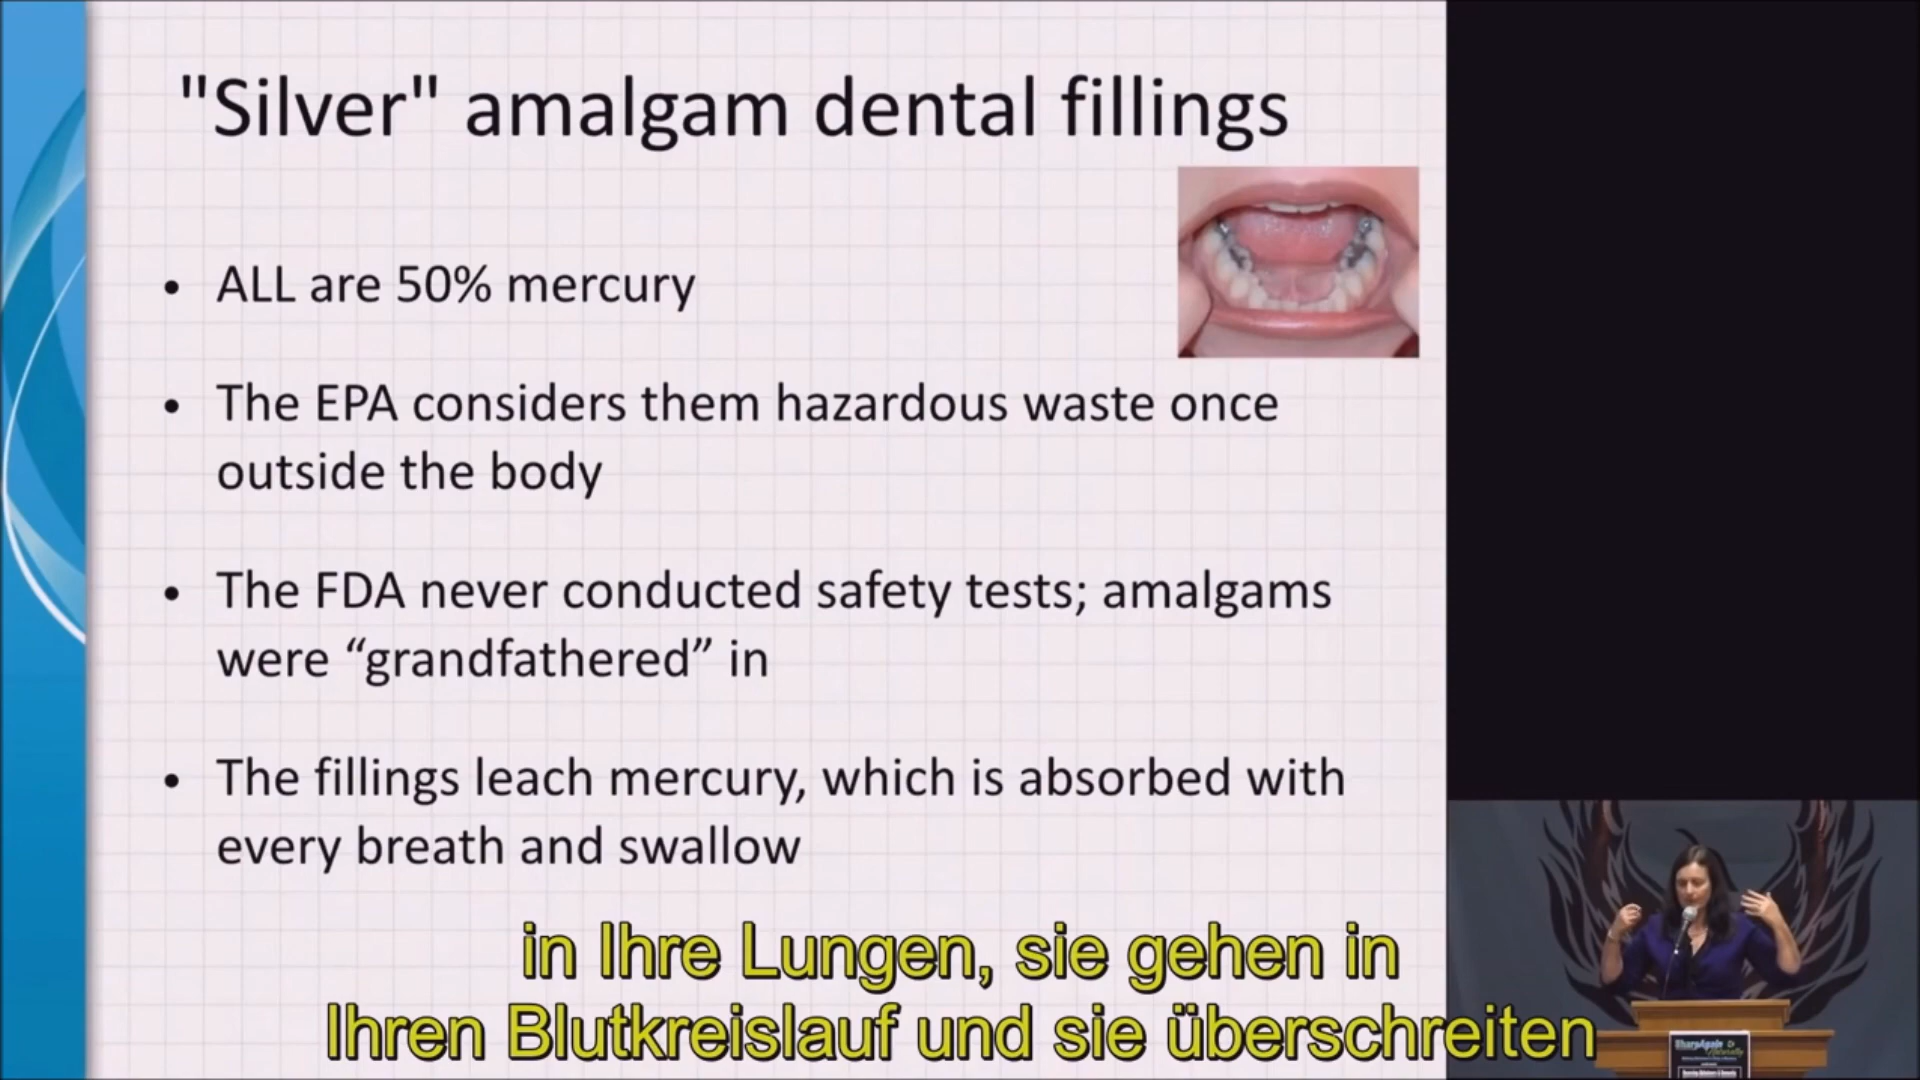 "Silver" amalgam dental fillings
• ALL are 50% mercury
• The EPA considers them hazardous waste once
outside the body
• The FDA never conducted safety tests; amalgams
were “grandfathered” in
• The fillings leach mercury, which is absorbed with
every breath and swallow
in Ihre Lungen, sie gehen in
Ihren Blutkreislauf und sie überschreiten
SharpAgain
Naturally